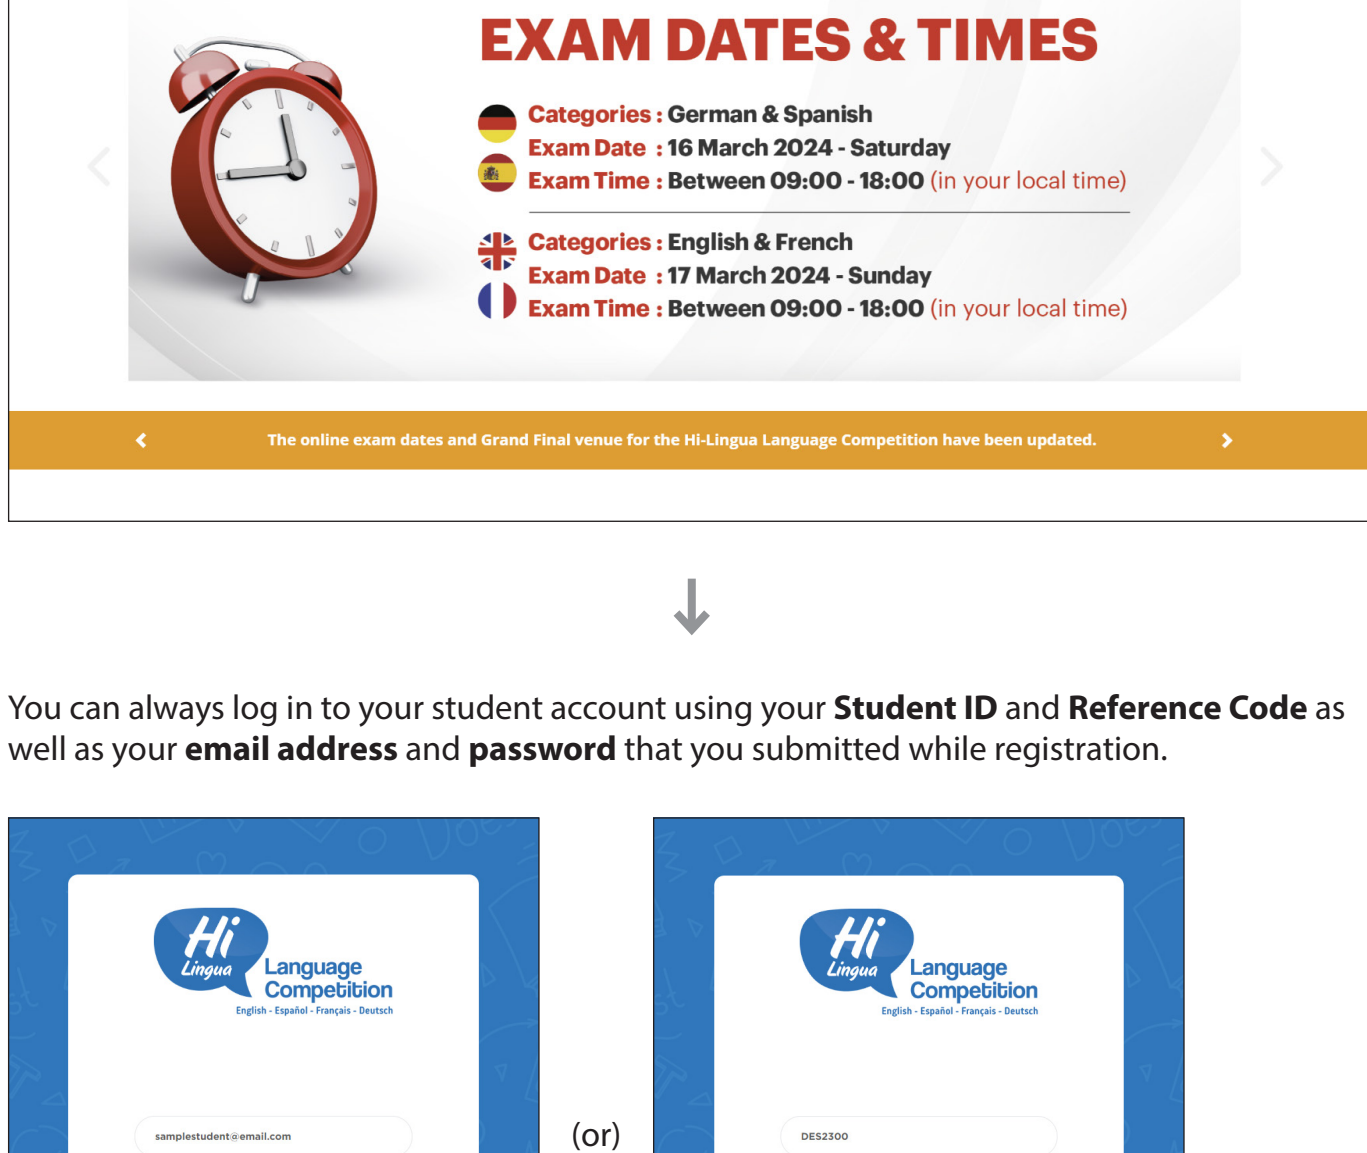 EXAM DATES & TIMES
Categories : German & Spanish
Exam Date : 16 March 2024 - Saturday
Exam Time : Between 09:00 - 18:00 (in your local time)
Categories : English & French
Exam Date : 17 March 2024 - Sunday
Exam Time : Between 09:00 - 18:00 (in your local time)
The online exam dates and Grand Final venue for the Hi-Lingua Language Competition have been updated.
You can always log in to your student account using your Student ID and Reference Code as
well as your email address and password that you submitted while registration.
Hi
Lingua
Language
Competition
English - Español - Français - Deutsch
samplestudent@email.com
(or)
Hi
Lingua
Language
Competition
English - Español - Français - Deutsch
DES2300